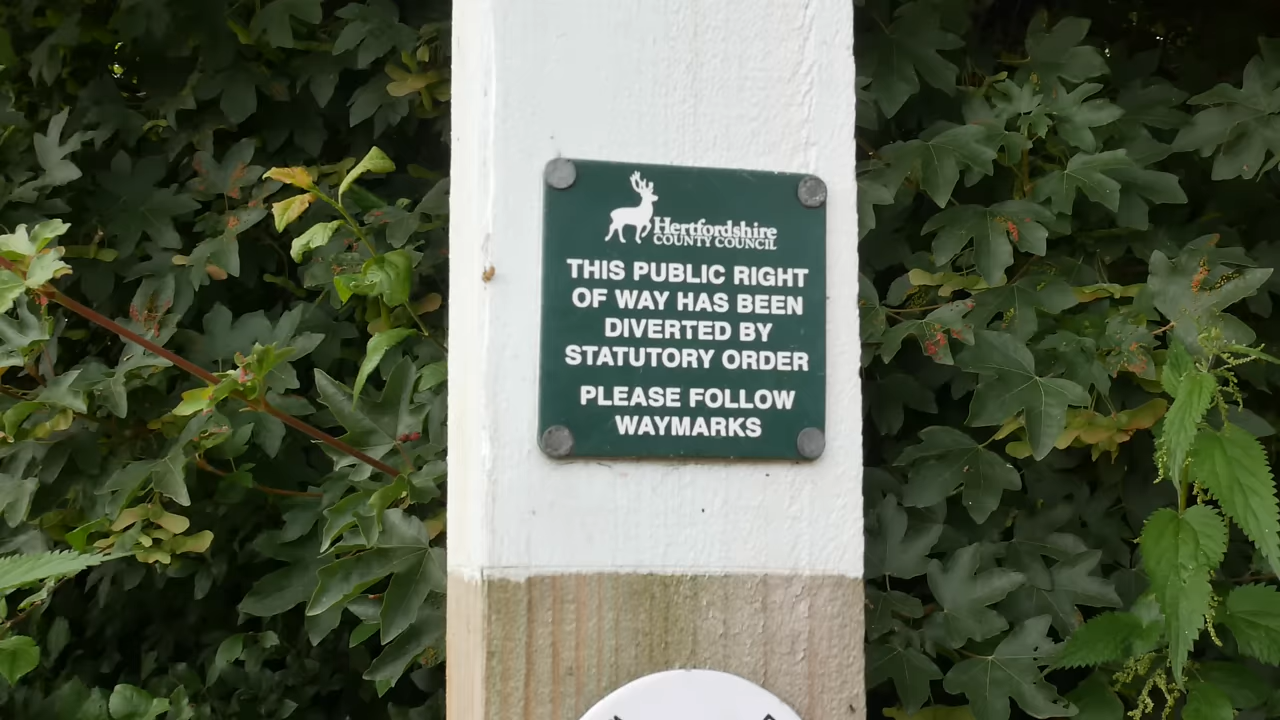 Hertfordshire
COUNTY COUNCIL
THIS PUBLIC RIGHT
OF WAY HAS BEEN
DIVERTED BY
STATUTORY ORDER
PLEASE FOLLOW
WAYMARKS